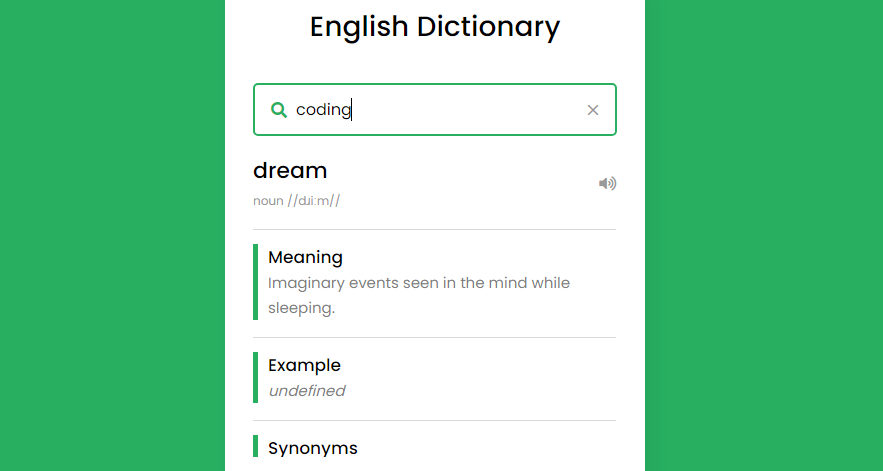 English Dictionary
coding
dream
noun //dɹiːm//
Meaning
Imaginary events seen in the mind while
sleeping.
Example
undefined
Synonyms